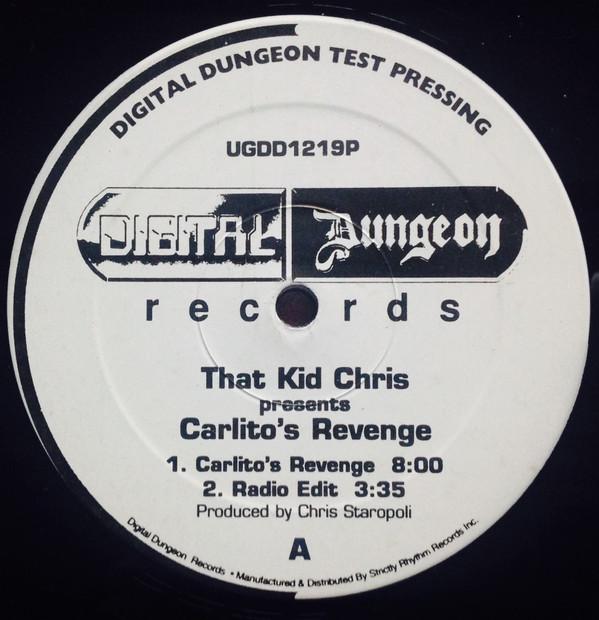 DIGITAL DUNGEON TEST PRESSING
UGDD1219P
DIGITAL Dungeon
records
That Kid Chris
presents
Carlito's Revenge
1. Carlito's Revenge 8:00
2. Radio Edit 3:35
Produced by Chris Staropoli
A
Digital Dungeon Records • Manufactured & Distributed By Strictly Rhythm Records Inc.